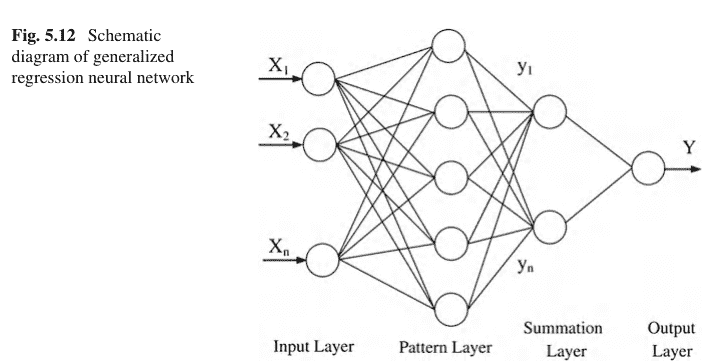 Fig. 5.12 Schematic
diagram of generalized
regression neural network
X1
X2
Xn
y1
yn
Y
Input Layer
Pattern Layer
Summation
Layer
Output
Layer